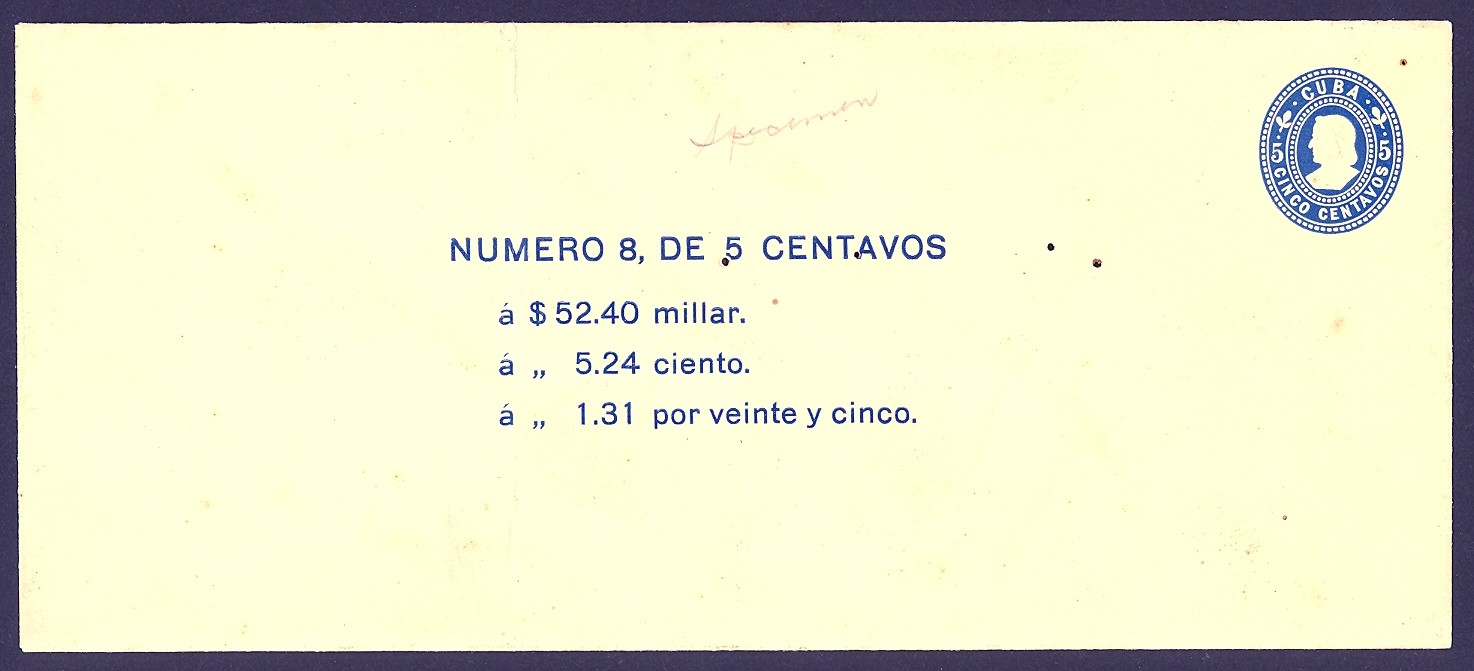 Specimen
CUBA
5 5
CINCO CENTAVOS
NUMERO 8, DE 5 CENTAVOS
á $ 52.40 millar.
á „ 5.24 ciento.
á „ 1.31 por veinte y cinco.